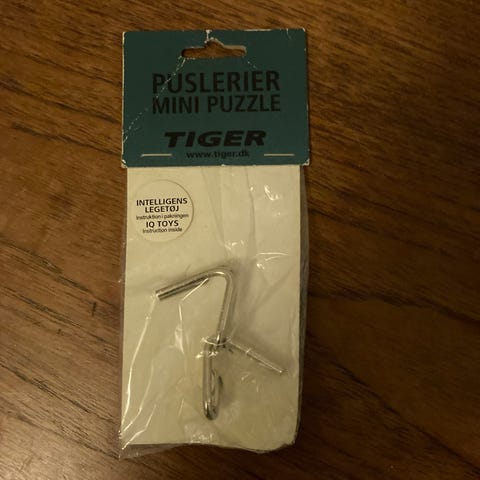 PUSLERIER
MINI PUZZLE
TIGER
www.tiger.dk
INTELLIGENS
LEGETØJ
Instruktion i pakningen
IQ TOYS
Instruction inside